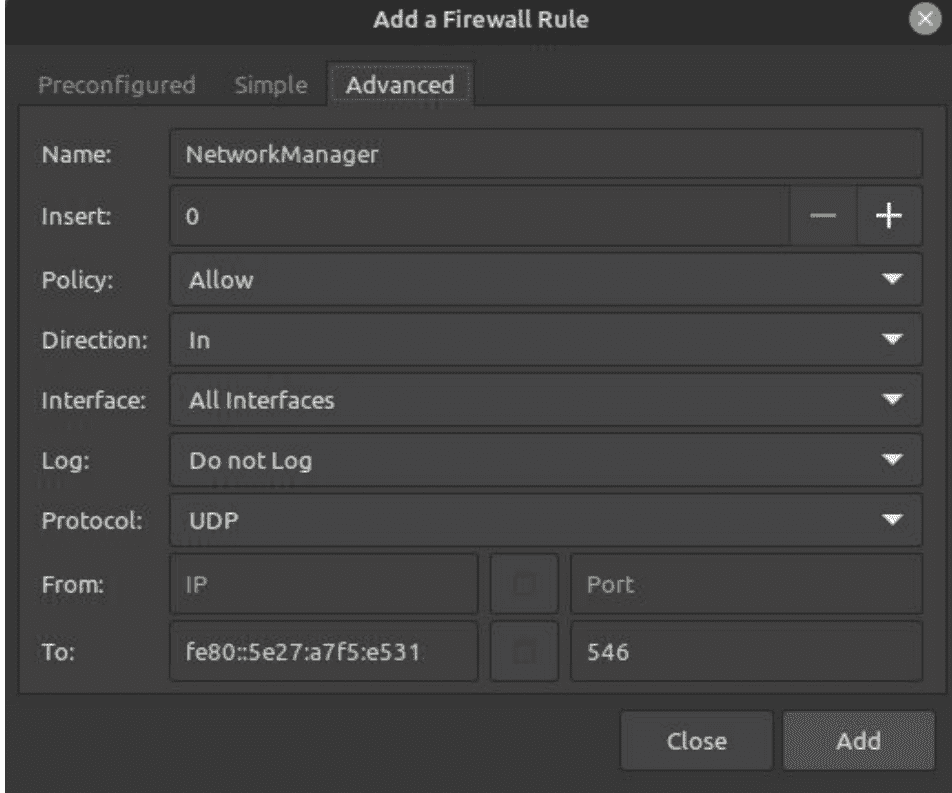 Add a Firewall Rule
Preconfigured Simple Advanced
Name: NetworkManager
Insert: 0
Policy: Allow
Direction: In
Interface: All Interfaces
Log: Do not Log
Protocol: UDP
From: IP Port
To: fe80::5e27:a7f5:e531 546
Close Add